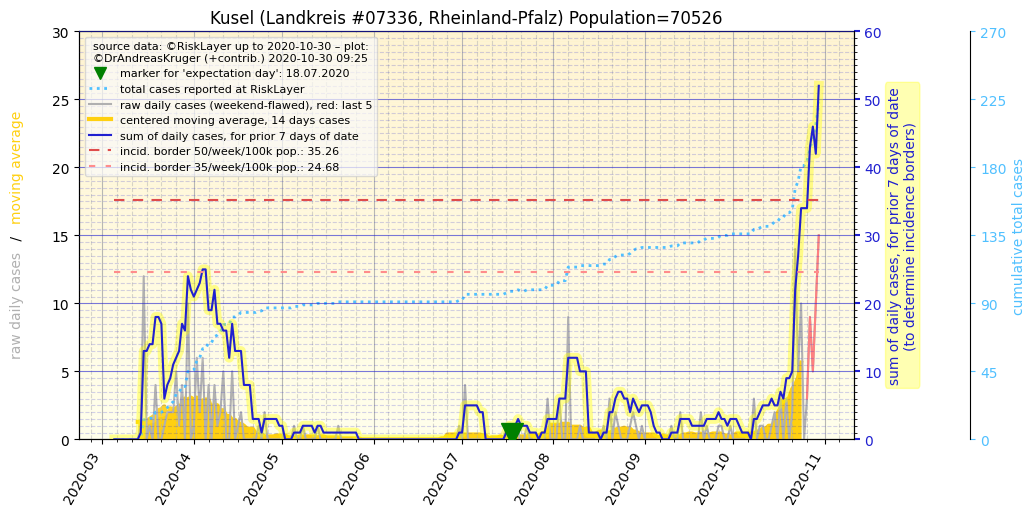 Kusel (Landkreis #07336, Rheinland-Pfalz) Population=70526
source data: ©RiskLayer up to 2020-10-30 – plot:
©DrAndreasKruger (+contrib.) 2020-10-30 09:25
marker for 'expectation day': 18.07.2020
total cases reported at RiskLayer
raw daily cases (weekend-flawed), red: last 5
centered moving average, 14 days cases
sum of daily cases, for prior 7 days of date
incid. border 50/week/100k pop.: 35.26
incid. border 35/week/100k pop.: 24.68
raw daily cases / moving average
30
25
20
15
10
5
0
60
50
40
30
20
10
0
sum of daily cases, for prior 7 days of date
(to determine incidence borders)
270
225
180
135
90
45
0
cumulative total cases
2020-03
2020-04
2020-05
2020-06
2020-07
2020-08
2020-09
2020-10
2020-11